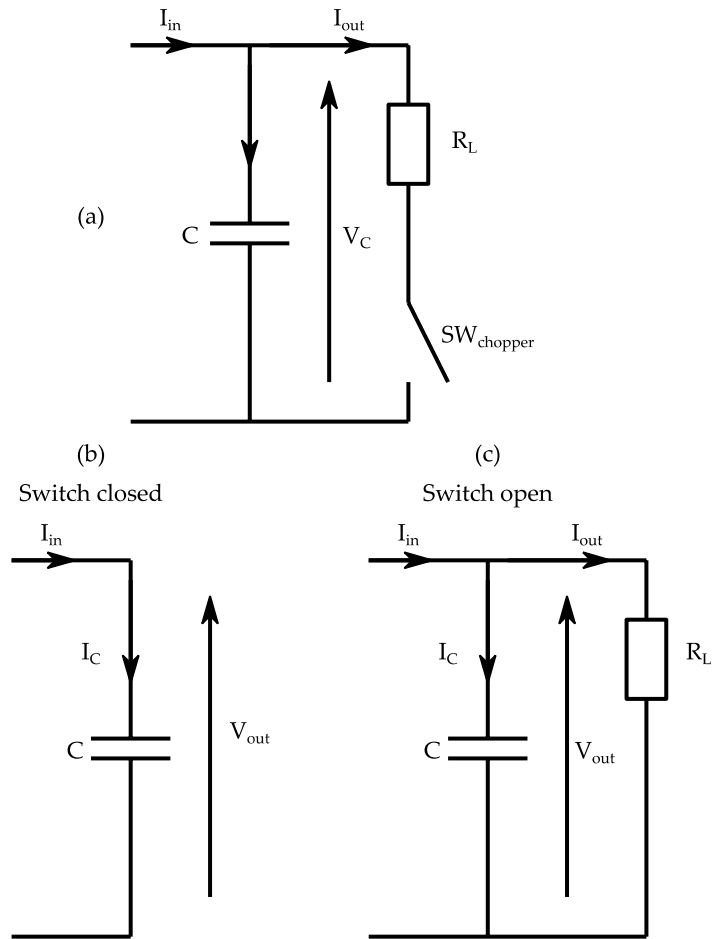 I_in
I_out
R_L
(a)
C
V_C
SW_chopper
(b)
(c)
Switch closed
Switch open
I_in
I_in
I_out
I_C
I_C
R_L
C
V_out
C
V_out